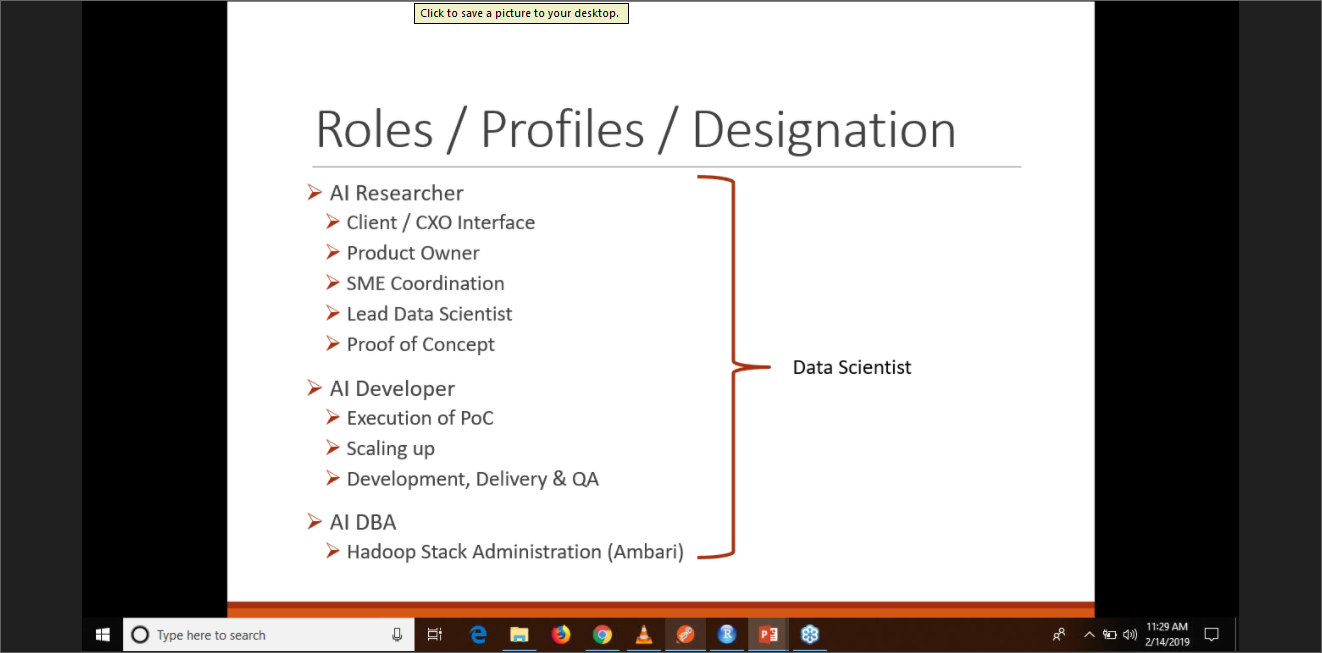 Click to save a picture to your desktop.
Roles / Profiles / Designation
AI Researcher
Client / CXO Interface
Product Owner
SME Coordination
Lead Data Scientist
Proof of Concept
Data Scientist
AI Developer
Execution of PoC
Scaling up
Development, Delivery & QA
AI DBA
Hadoop Stack Administration (Ambari)
Type here to search
11:29 AM
2/14/2019